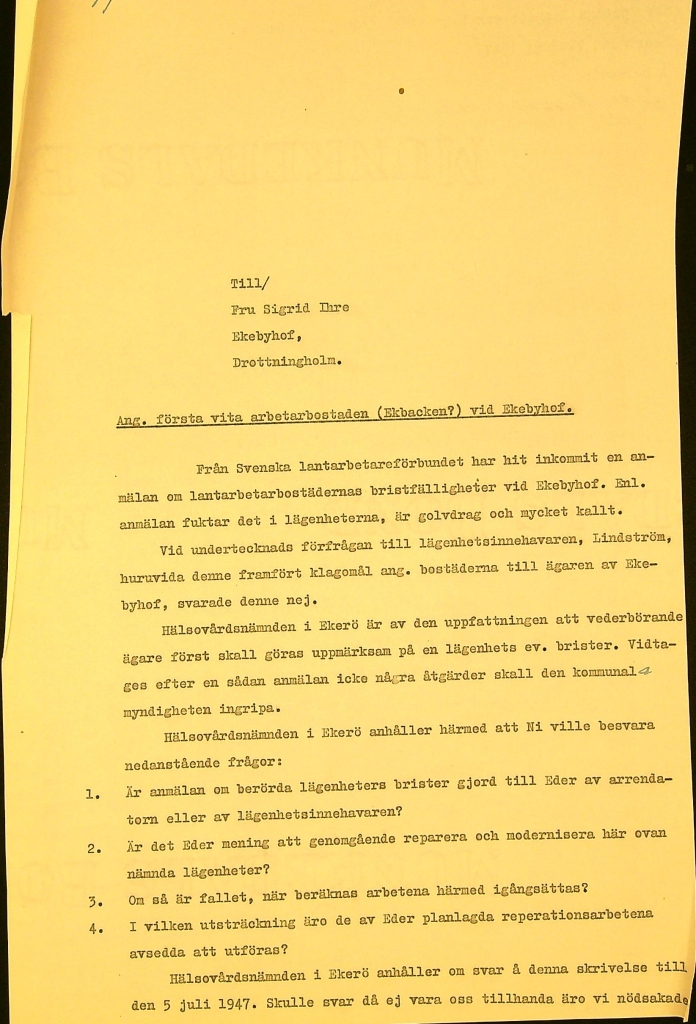 Till/
Fru Sigrid Ihre
Ekebyhof,
Drottningholm.
Ang. första vita arbetarbostaden (Ekbacken?) vid Ekebyhof.
Från Svenska lantarbetareförbundet har hit inkommit en an-
mälan om lantarbetarbostädernas bristfälligheter vid Ekebyhof. Enl.
anmälan fuktar det i lägenheterna, är golvdrag och mycket kallt.
Vid undertecknads förfrågan till lägenhetsinnehavaren, Lindström,
huruvida denne framfört klagomål ang. bostäderna till ägaren av Eke-
byhof, svarade denne nej.
Hälsovårdsnämnden i Ekerö är av den uppfattningen att vederbörande
ägare först skall göras uppmärksam på en lägenhets ev. brister. Vidta-
ges efter en sådan anmälan icke några åtgärder skall den kommunala
myndigheten ingripa.
Hälsovårdsnämnden i Ekerö anhåller härmed att Ni ville besvara
nedanstående frågor:
1. Är anmälan om berörda lägenheters brister gjord till Eder av arrenda-
torn eller av lägenhetsinnehavaren?
2. Är det Eder mening att genomgående reparera och modernisera här ovan
nämnda lägenheter?
3. Om så är fallet, när beräknas arbetena härmed igångsättas?
4. I vilken utsträckning äro de av Eder planlagda reperationsarbetena
avsedda att utföras?
Hälsovårdsnämnden i Ekerö anhåller om svar å denna skrivelse till
den 5 juli 1947. Skulle svar då ej vara oss tillhanda äro vi nödsakade